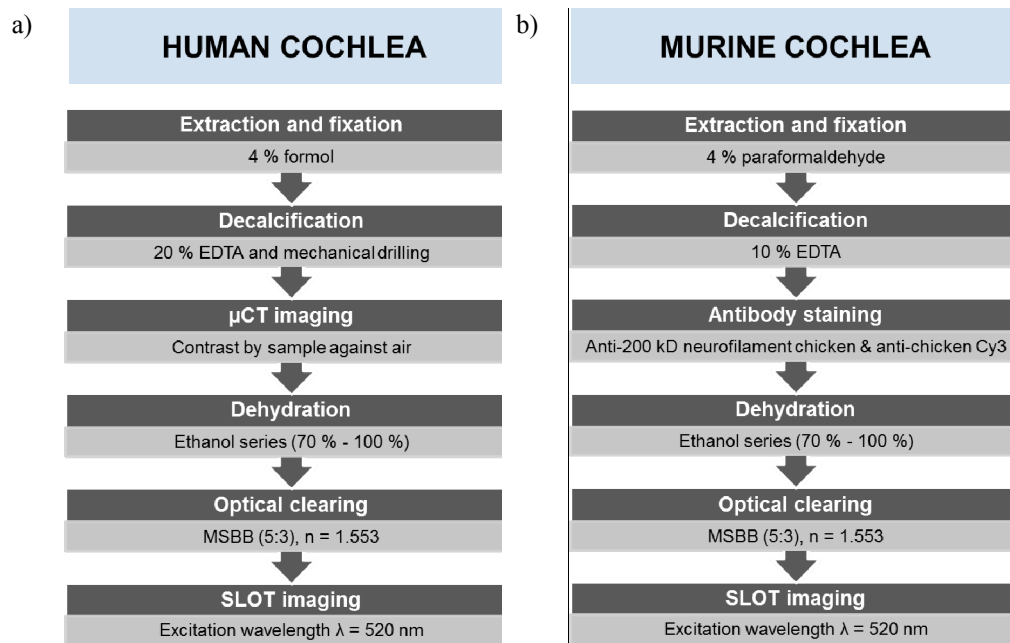 a)
HUMAN COCHLEA
Extraction and fixation
4 % formol
Decalcification
20 % EDTA and mechanical drilling
µCT imaging
Contrast by sample against air
Dehydration
Ethanol series (70 % - 100 %)
Optical clearing
MSBB (5:3), n = 1.553
SLOT imaging
Excitation wavelength λ = 520 nm
b)
MURINE COCHLEA
Extraction and fixation
4 % paraformaldehyde
Decalcification
10 % EDTA
Antibody staining
Anti-200 kD neurofilament chicken & anti-chicken Cy3
Dehydration
Ethanol series (70 % - 100 %)
Optical clearing
MSBB (5:3), n = 1.553
SLOT imaging
Excitation wavelength λ = 520 nm